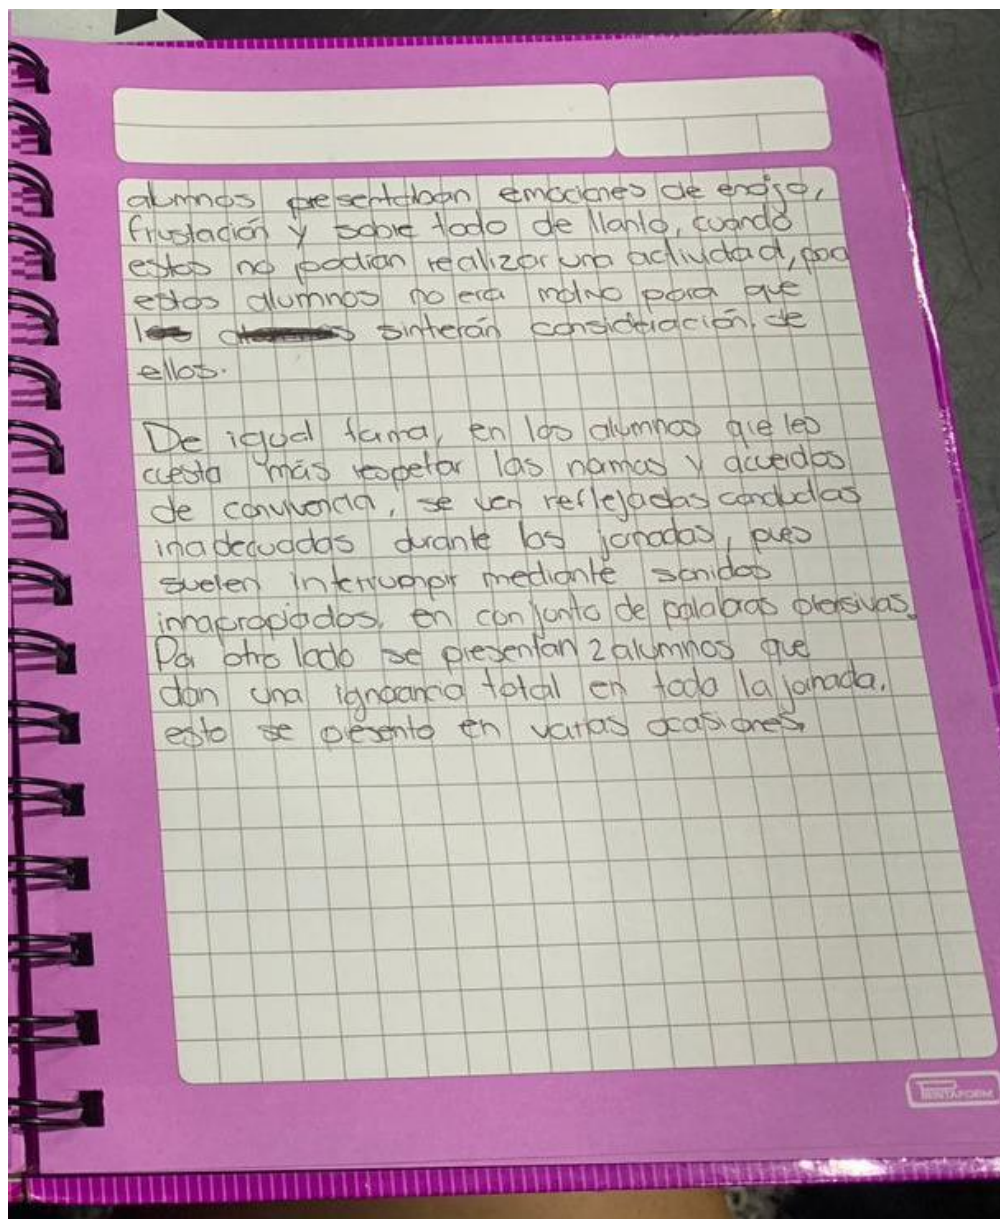 alumnos presentaban emociones de enojo,
frustación y sobre todo de llanto, cuando
estos no podian realizar una actividad, pag
estos alumnos no era motivo para que
sinterán consideración de
ellos.
De igual forma, en los alumnos que les
cuesta más respetar las normas y acuerdos
de convivencia, se ven reflejadas conductas
inadecuadas durante las jornadas, pues
suelen interrumpir mediante sonidos
innapropiados, en conjunto de palabras ofensivas.
Por otro lado se presentan 2 alumnos que
dan una ignorancia total en toda la jornada,
esto se presento en varias ocasiones.
PENTAFORM